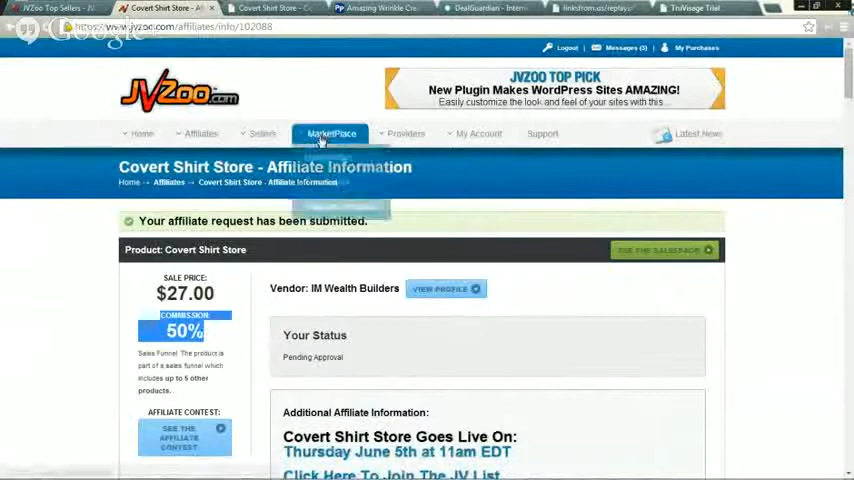 JVZoo Top Sellers - JV
Covert Shirt Store - Aff
Covert Shirt Store - C
Amazing Wrinkle Cre
DealGuardian - Intern
TruVisage Trial
Google
https://www.jvzoo.com/affiliates/info/102088
Logout
Messages (3)
My Purchases
JVZoo.com
JVZOO TOP PICK
New Plugin Makes WordPress Sites AMAZING!
Easily customize the look and feel of your sites with this...
Home
Affiliates
Sellers
MarketPlace
Providers
My Account
Support
Latest News
Covert Shirt Store - Affiliate Information
Home → Affiliates → Covert Shirt Store - Affiliate Information
Your affiliate request has been submitted.
Product: Covert Shirt Store
SEE THE SALESPAGE
SALE PRICE:
$27.00
COMMISSION:
50%
Sales Funnel: The product is
part of a sales funnel which
includes up to 5 other
products.
AFFILIATE CONTEST:
SEE THE
AFFILIATE
CONTEST
Vendor: IM Wealth Builders
VIEW PROFILE
Your Status
Pending Approval
Additional Affiliate Information:
Covert Shirt Store Goes Live On:
Thursday June 5th at 11am EDT
Click Here To Join The JV List